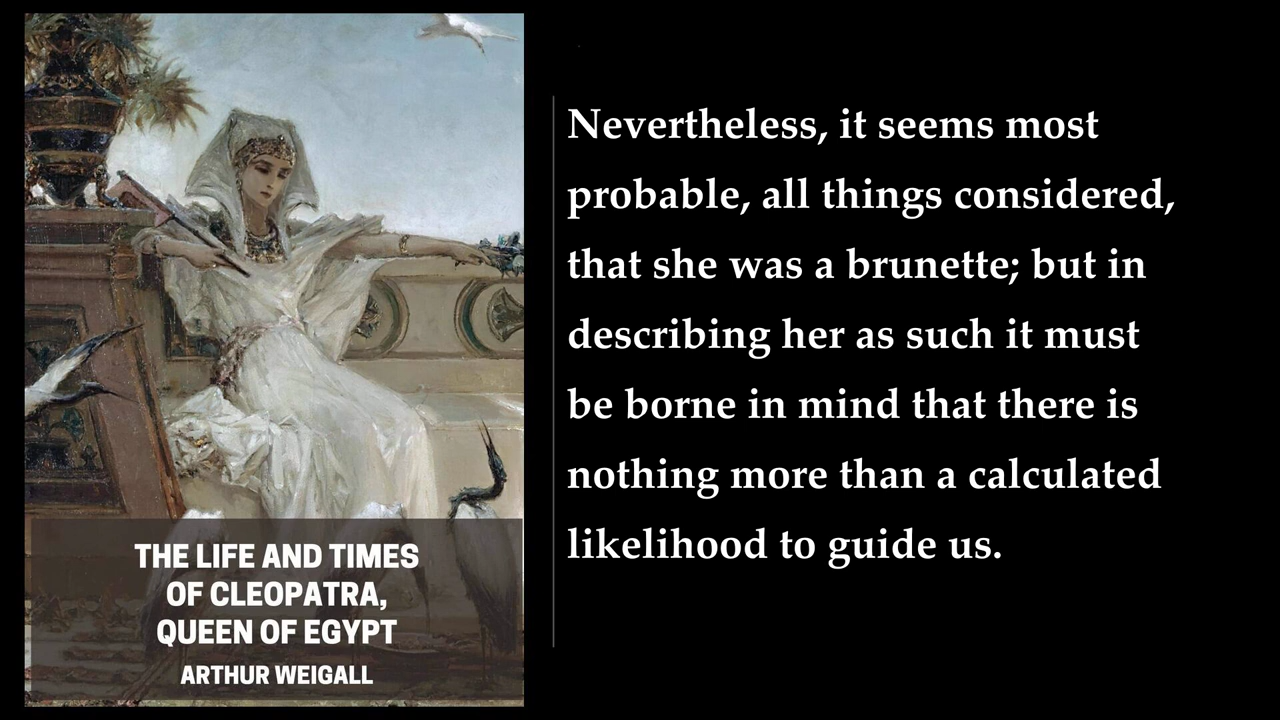 Nevertheless, it seems most
probable, all things considered,
that she was a brunette; but in
describing her as such it must
be borne in mind that there is
nothing more than a calculated
likelihood to guide us.
THE LIFE AND TIMES
OF CLEOPATRA,
QUEEN OF EGYPT
ARTHUR WEIGALL